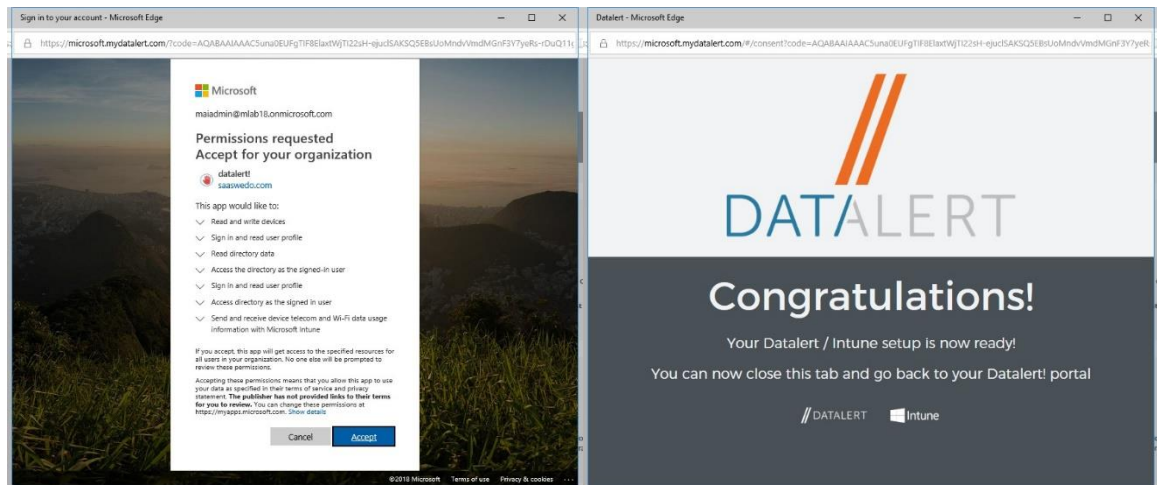 Sign in to your account - Microsoft Edge
https://microsoft.mydatalert.com/?code=
Microsoft
maiadmin@mlab18.onmicrosoft.com
Permissions requested
Accept for your organization
datalert!
saaswedo.com
This app would like to:
Read and write devices
Sign in and read user profile
Read directory data
Access the directory as the signed-in user
Sign in and read user profile
Access directory as the signed in user
Send and receive device telecom and Wi-Fi data usage
information with Microsoft Intune
If you accept, this app will get access to the specified resources for
all users in your organization. No one else will be prompted to
review these permissions.
Accepting these permissions means that you allow this app to use
your data as specified in their terms of service and privacy
statement. The publisher has not provided links to their terms
for you to review. You can change these permissions at
https://myapps.microsoft.com. Show details
Cancel Accept
©2018 Microsoft Terms of use Privacy & cookies ...
Datalert - Microsoft Edge
https://microsoft.mydatalert.com/#/consent?code=
DATALERT
Congratulations!
Your Datalert / Intune setup is now ready!
You can now close this tab and go back to your Datalert! portal
DATALERT Intune